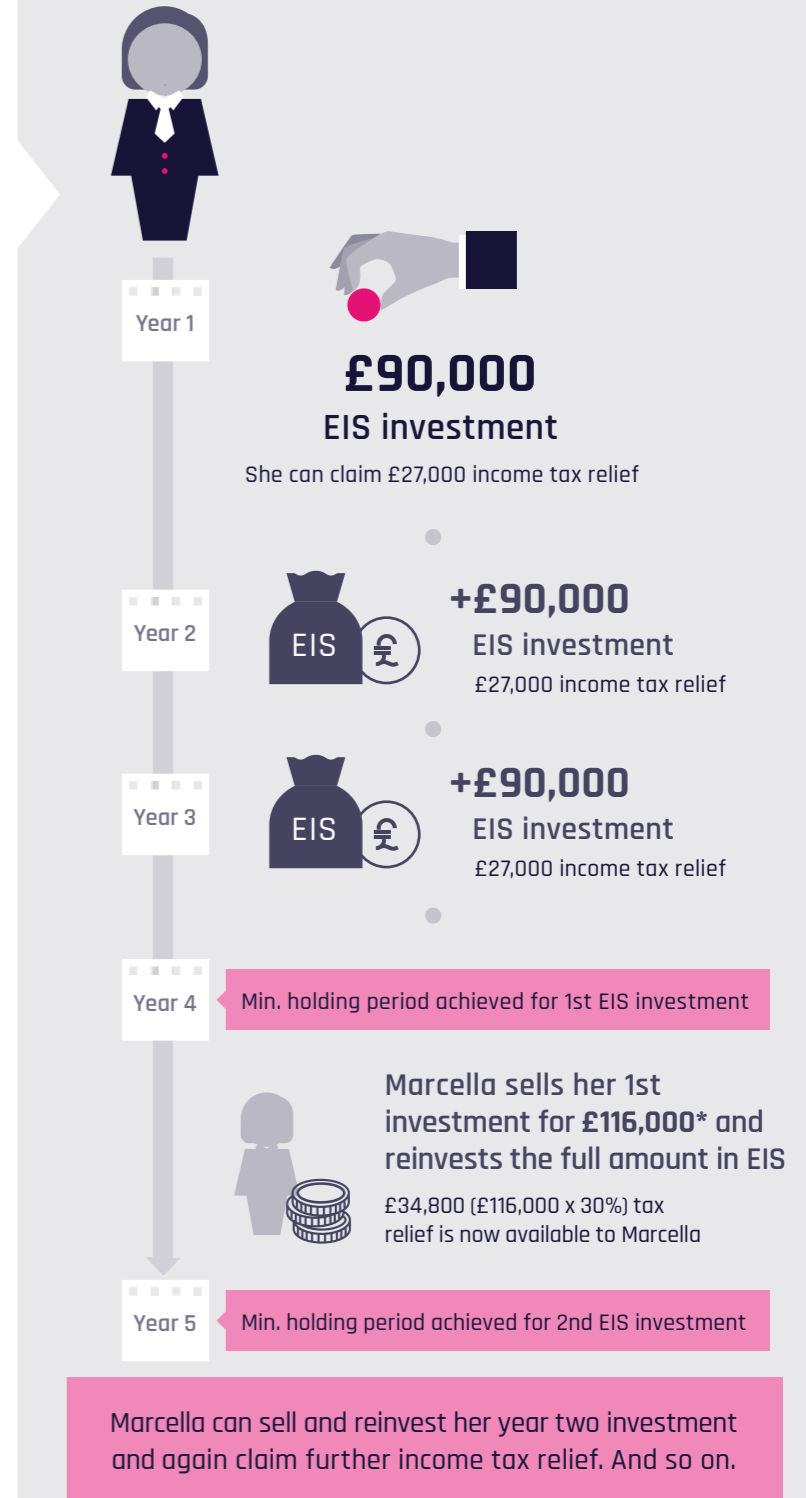 Year 1
£90,000
EIS investment
She can claim £27,000 income tax relief
Year 2
EIS
£
+£90,000
EIS investment
£27,000 income tax relief
Year 3
EIS
£
+£90,000
EIS investment
£27,000 income tax relief
Year 4
Min. holding period achieved for 1st EIS investment
Marcella sells her 1st
investment for £116,000* and
reinvests the full amount in EIS
£34,800 (£116,000 x 30%) tax
relief is now available to Marcella
Year 5
Min. holding period achieved for 2nd EIS investment
Marcella can sell and reinvest her year two investment
and again claim further income tax relief. And so on.